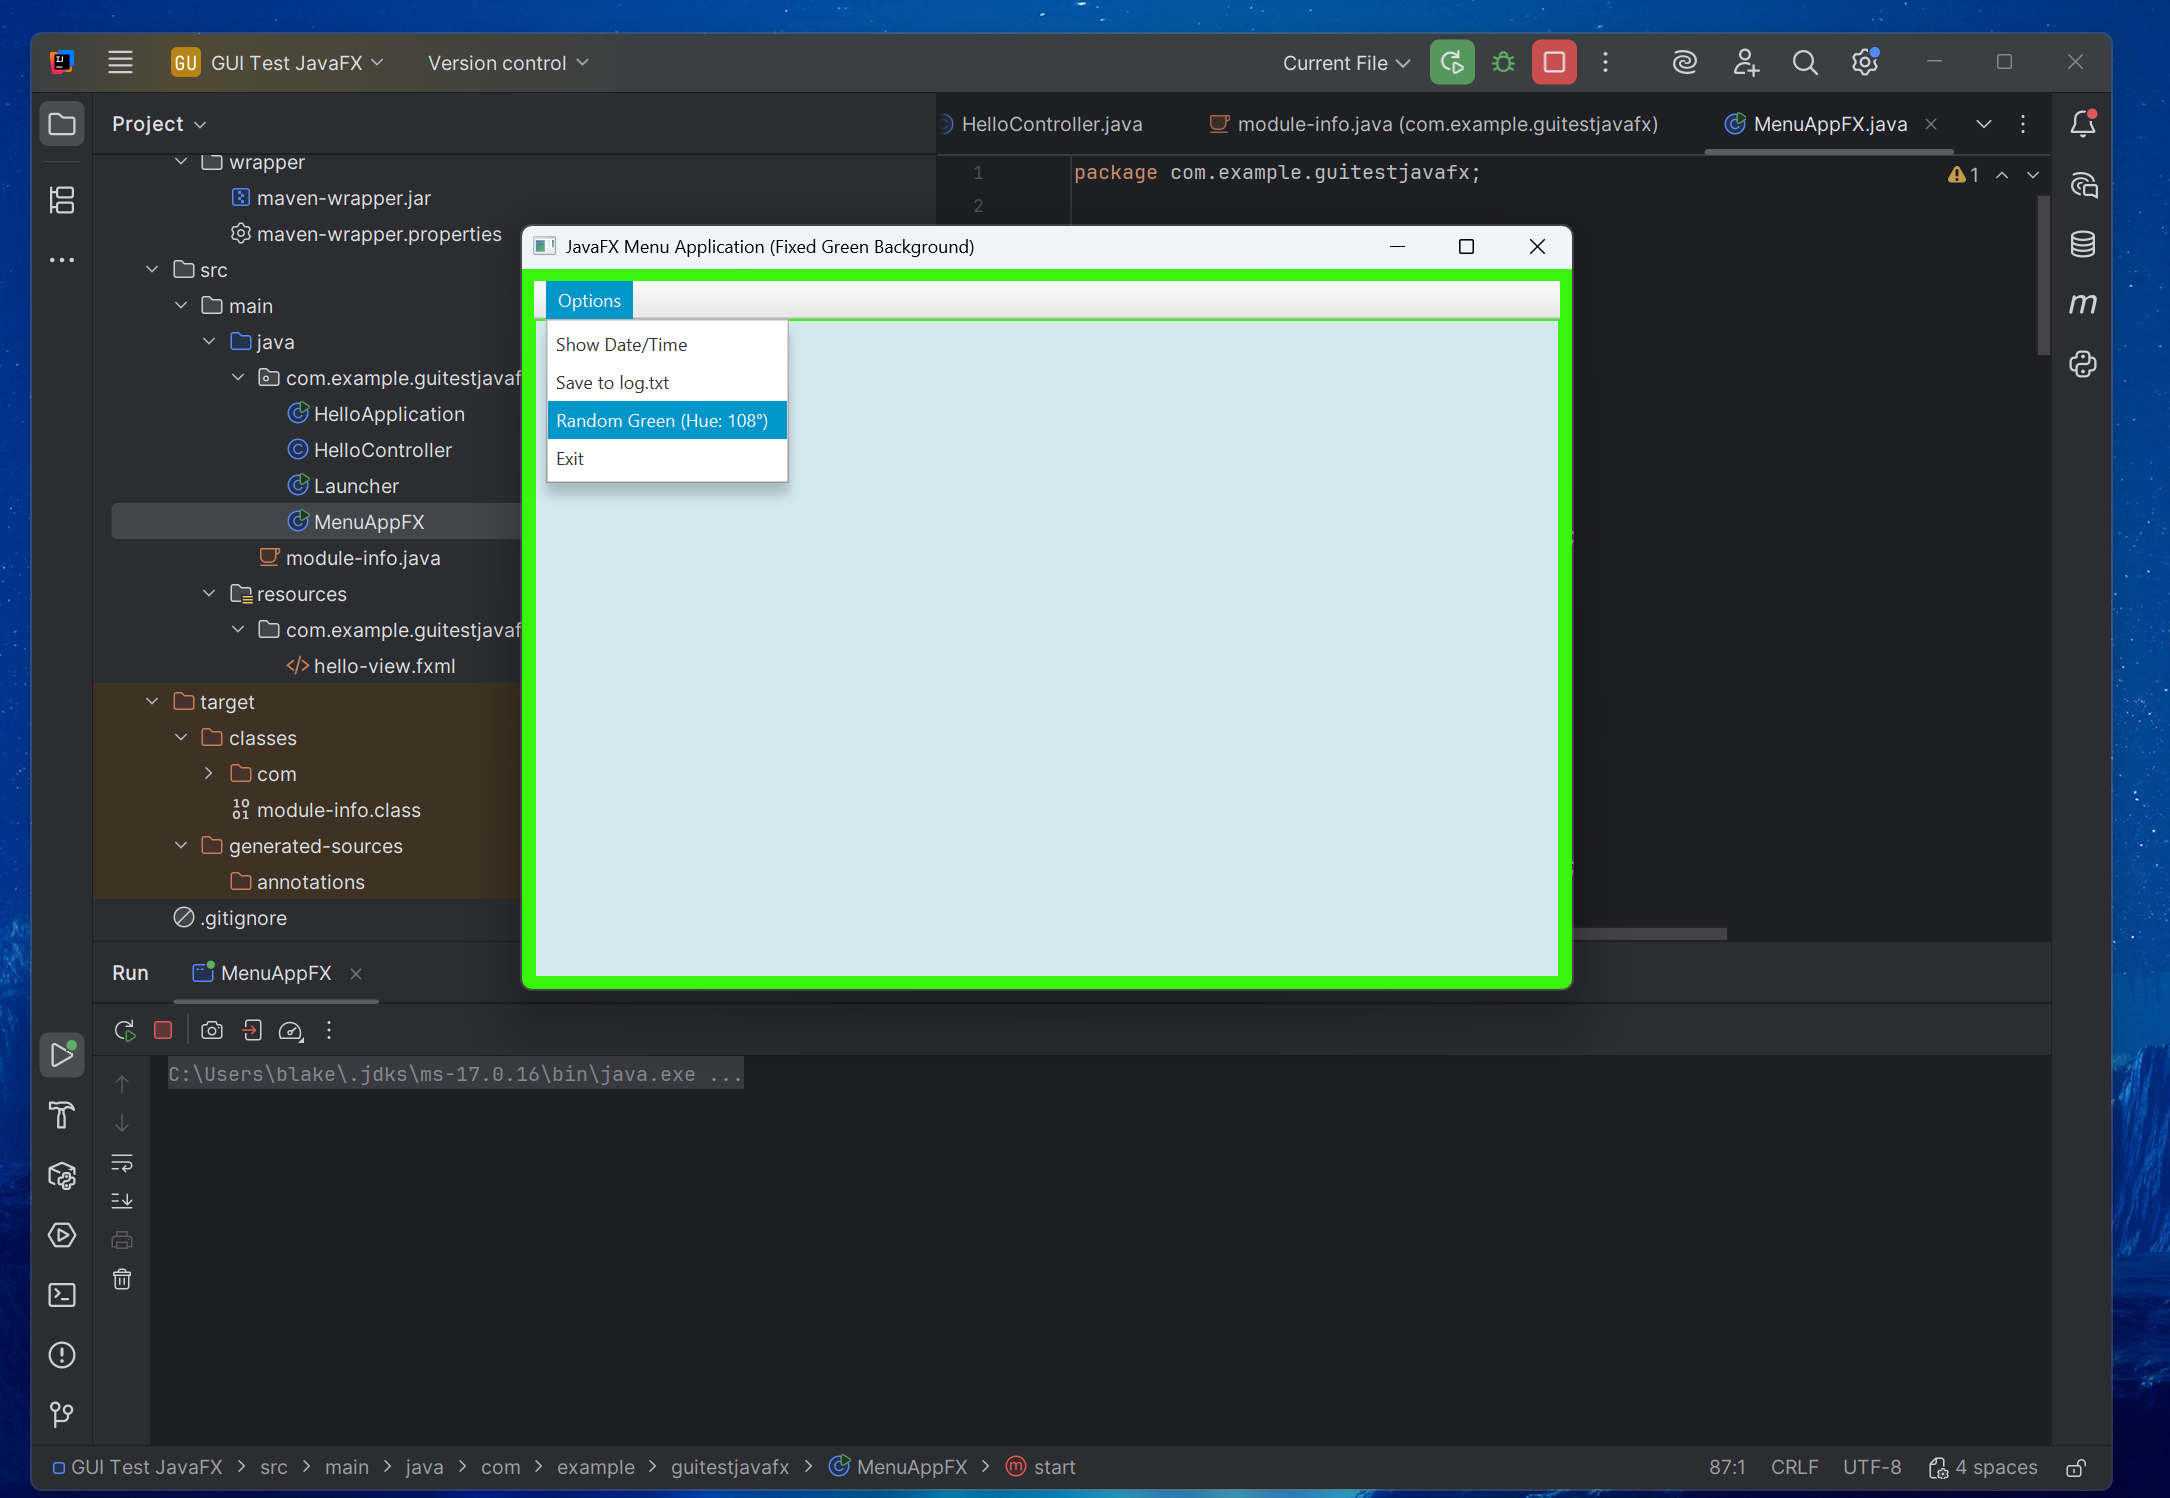 GU GUI Test JavaFX Version control Current File
Project
HelloController.java module-info.java (com.example.guitestjavafx) MenuAppFX.java
wrapper
maven-wrapper.jar
maven-wrapper.properties
src
main
java
com.example.guitestjavaf
HelloApplication
HelloController
Launcher
MenuAppFX
module-info.java
resources
com.example.guitestjavaf
hello-view.fxml
target
classes
com
module-info.class
generated-sources
annotations
.gitignore
1 package com.example.guitestjavafx; 1
2
JavaFX Menu Application (Fixed Green Background)
Options
Show Date/Time
Save to log.txt
Random Green (Hue: 108°)
Exit
Run MenuAppFX
C:\Users\blake\.jdks\ms-17.0.16\bin\java.exe ...
GUI Test JavaFX > src > main > java > com > example > guitestjavafx > MenuAppFX > start 87:1 CRLF UTF-8 4 spaces